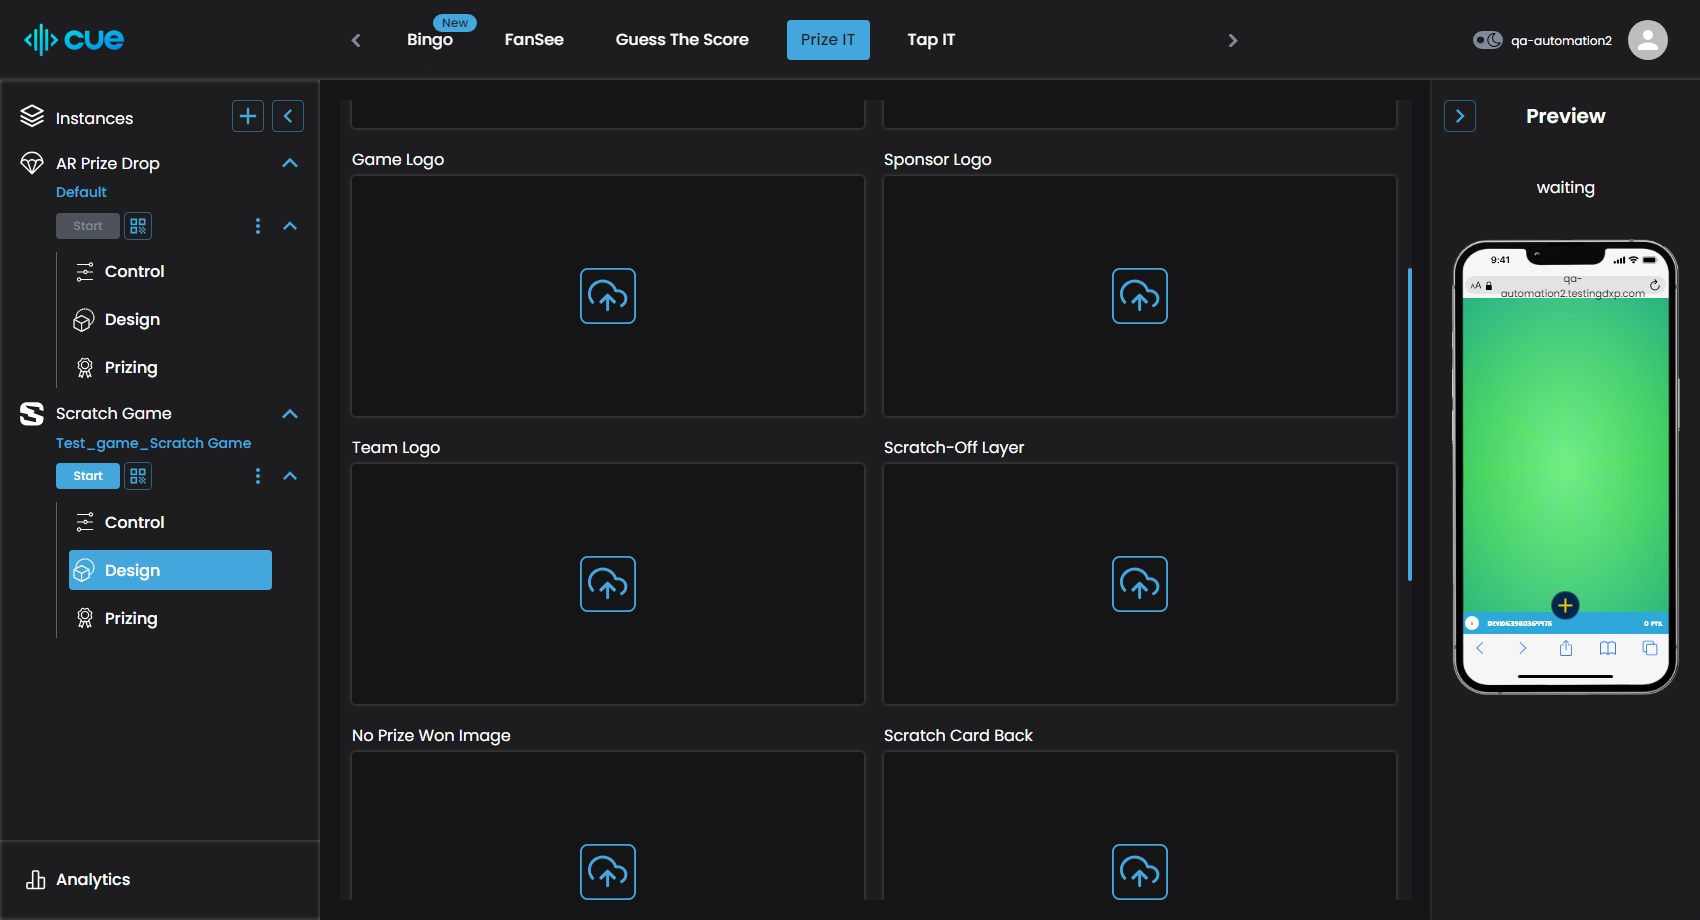 cue
New
Bingo
FanSee
Guess The Score
Prize IT
Tap IT
qa-automation2
Instances
AR Prize Drop
Default
Start
Control
Design
Prizing
Scratch Game
Test_game_Scratch Game
Start
Control
Design
Prizing
Analytics
Game Logo
Sponsor Logo
Team Logo
Scratch-Off Layer
No Prize Won Image
Scratch Card Back
Preview
waiting
9:41
AA
qa-
automation2.testingdxp.com
0 PTS.